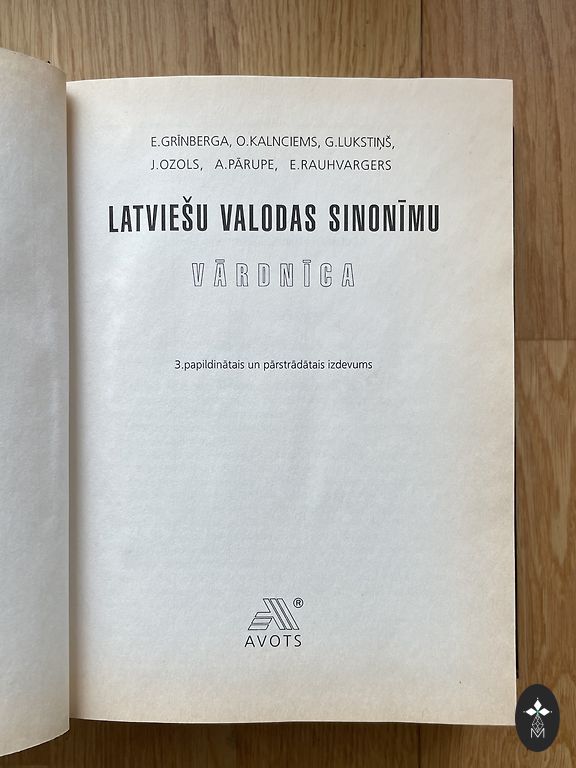 E.GRĪNBERGA, O.KALNCIEMS, G.LUKSTIŅŠ,
J.OZOLS, A.PĀRUPE, E.RAUHVARGERS
LATVIEŠU VALODAS SINONĪMU
VĀRDNĪCA
3.papildinātais un pārstrādātais izdevums
®
AVOTS
M